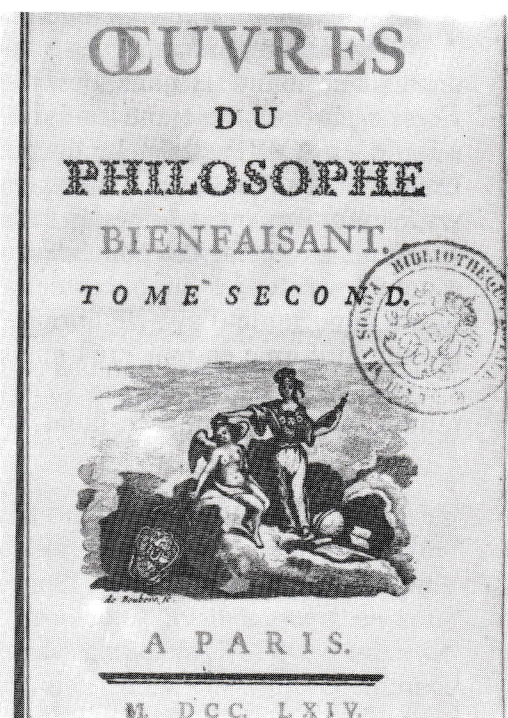 ŒUVRES
DU
PHILOSOPHE
BIENFAISANT.
TOME SECOND.
A PARIS.
M. DCC. LXIV.